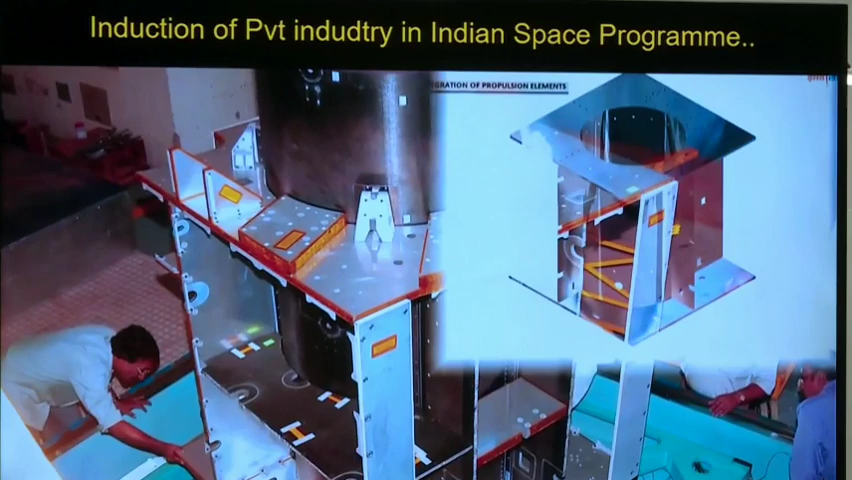 Induction of Pvt indudtry in Indian Space Programme..
GRATION OF PROPULSION ELEMENTS